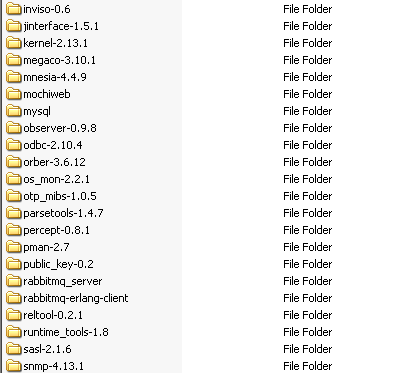 inviso-0.6 File Folder
jinterface-1.5.1 File Folder
kernel-2.13.1 File Folder
megaco-3.10.1 File Folder
mnesia-4.4.9 File Folder
mochiweb File Folder
mysql File Folder
observer-0.9.8 File Folder
odbc-2.10.4 File Folder
orber-3.6.12 File Folder
os_mon-2.2.1 File Folder
otp_mibs-1.0.5 File Folder
parsetools-1.4.7 File Folder
percept-0.8.1 File Folder
pman-2.7 File Folder
public_key-0.2 File Folder
rabbitmq_server File Folder
rabbitmq-erlang-client File Folder
reltool-0.2.1 File Folder
runtime_tools-1.8 File Folder
sasl-2.1.6 File Folder
snmp-4.13.1 File Folder